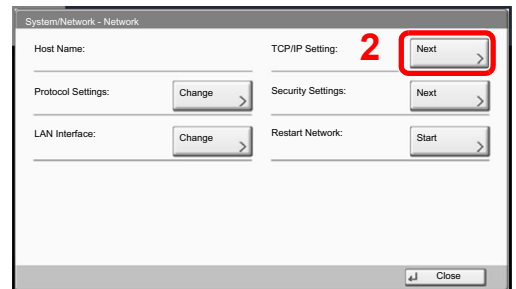 System/Network - Network
Host Name:
TCP/IP Setting:
2
Next
Protocol Settings:
Change
Security Settings:
Next
LAN Interface:
Change
Restart Network:
Start
Close